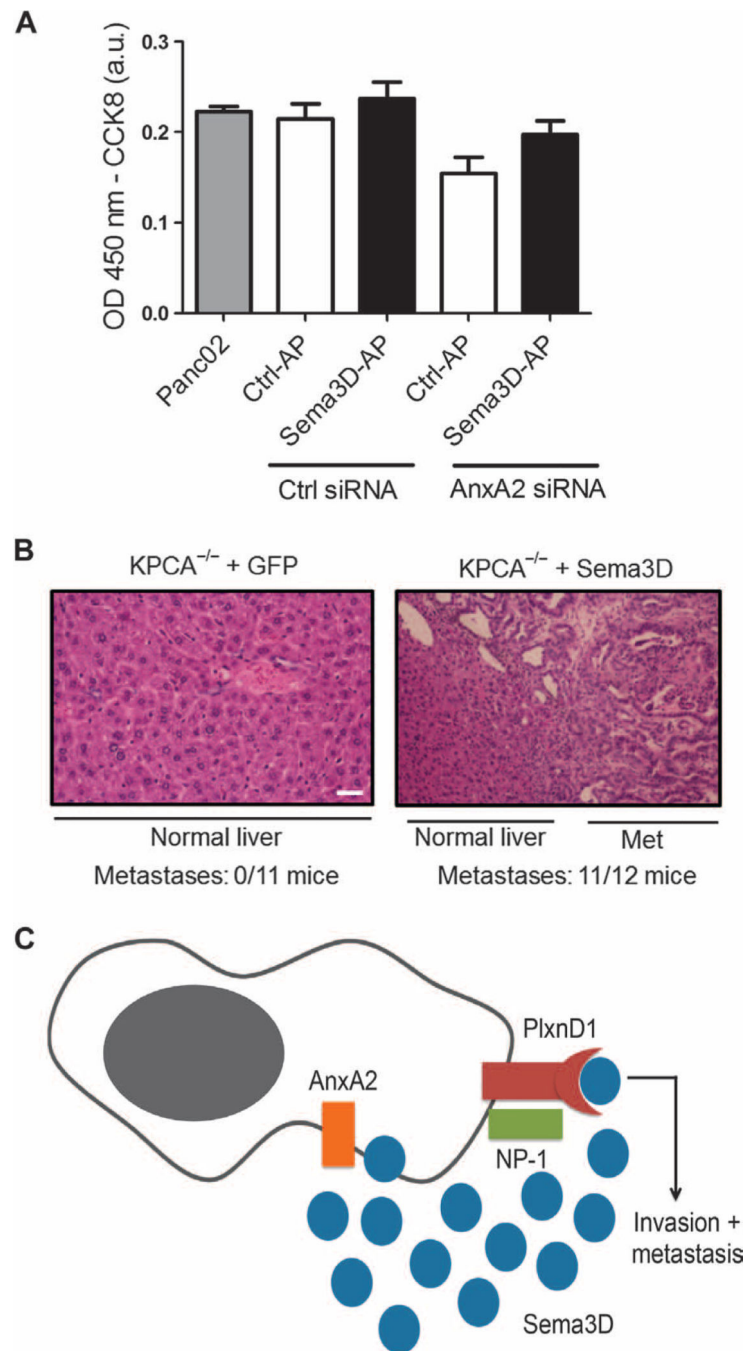 A
OD 450 nm - CCK8 (a.u.)
0.3
0.2
0.1
0.0
Panc02
Ctrl-AP
Sema3D-AP
Ctrl-AP
Sema3D-AP
Ctrl siRNA
AnxA2 siRNA
B
KPCA⁻/⁻ + GFP
KPCA⁻/⁻ + Sema3D
Normal liver
Normal liver
Met
Metastases: 0/11 mice
Metastases: 11/12 mice
C
PlxnD1
AnxA2
NP-1
Invasion +
metastasis
Sema3D